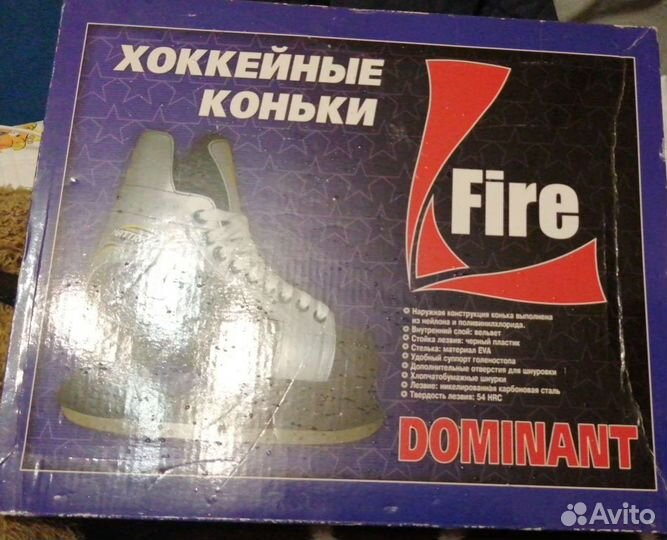 ХОККЕЙНЫЕ
КОНЬКИ
Fire
Наружная конструкция конька выполнена
из нейлона и поливинилхлорида.
Внутренний слой: вельвет
Стойка лезвия: черный пластик
Стелька: материал EVA
Удобный суппорт голеностопа
Дополнительные отверстия для шнуровки
Хлопчатобумажные шнурки
Лезвие: никелированная карбоновая сталь
Твердость лезвия: 54 HRC
DOMINANT
Avito